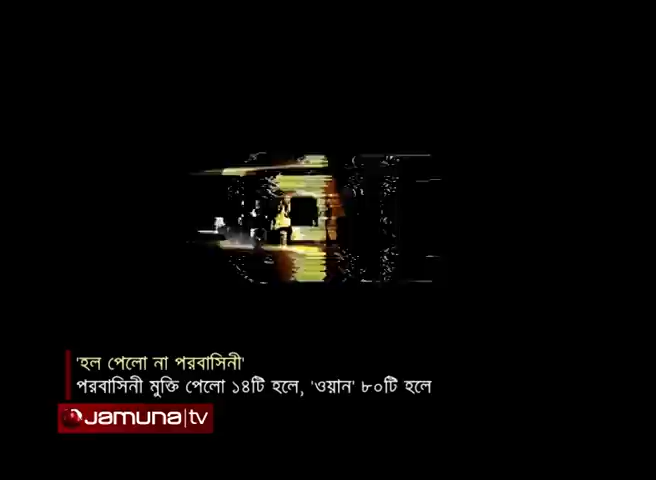 'হল পেলো না পরবাসিনী'
পরবাসিনী মুক্তি পেলো ১৪টি হলে, 'ওয়ান' ৮০টি হলে
Jamuna|tv